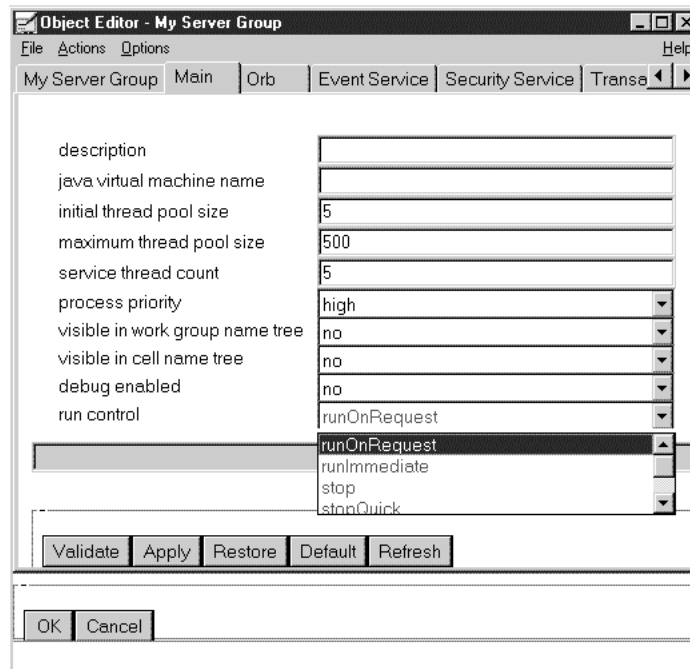 Object Editor - My Server Group
File Actions Options Help
My Server Group Main Orb Event Service Security Service Transa
description
java virtual machine name
initial thread pool size 5
maximum thread pool size 500
service thread count 5
process priority high
visible in work group name tree no
visible in cell name tree no
debug enabled no
run control runOnRequest
runOnRequest
runImmediate
stop
stopQuick
Validate Apply Restore Default Refresh
OK Cancel